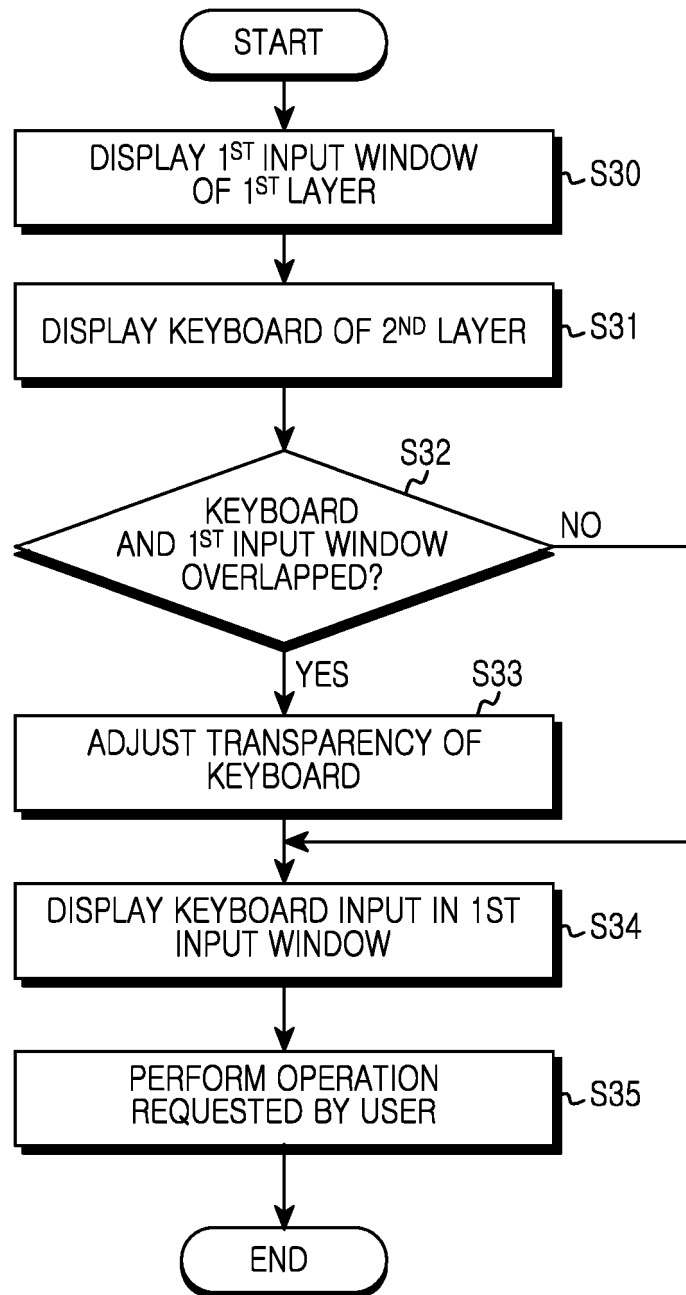 START
DISPLAY 1ST INPUT WINDOW
OF 1ST LAYER
S30
DISPLAY KEYBOARD OF 2ND LAYER
S31
S32
KEYBOARD
AND 1ST INPUT WINDOW
OVERLAPPED?
NO
YES
S33
ADJUST TRANSPARENCY OF
KEYBOARD
DISPLAY KEYBOARD INPUT IN 1ST
INPUT WINDOW
S34
PERFORM OPERATION
REQUESTED BY USER
S35
END